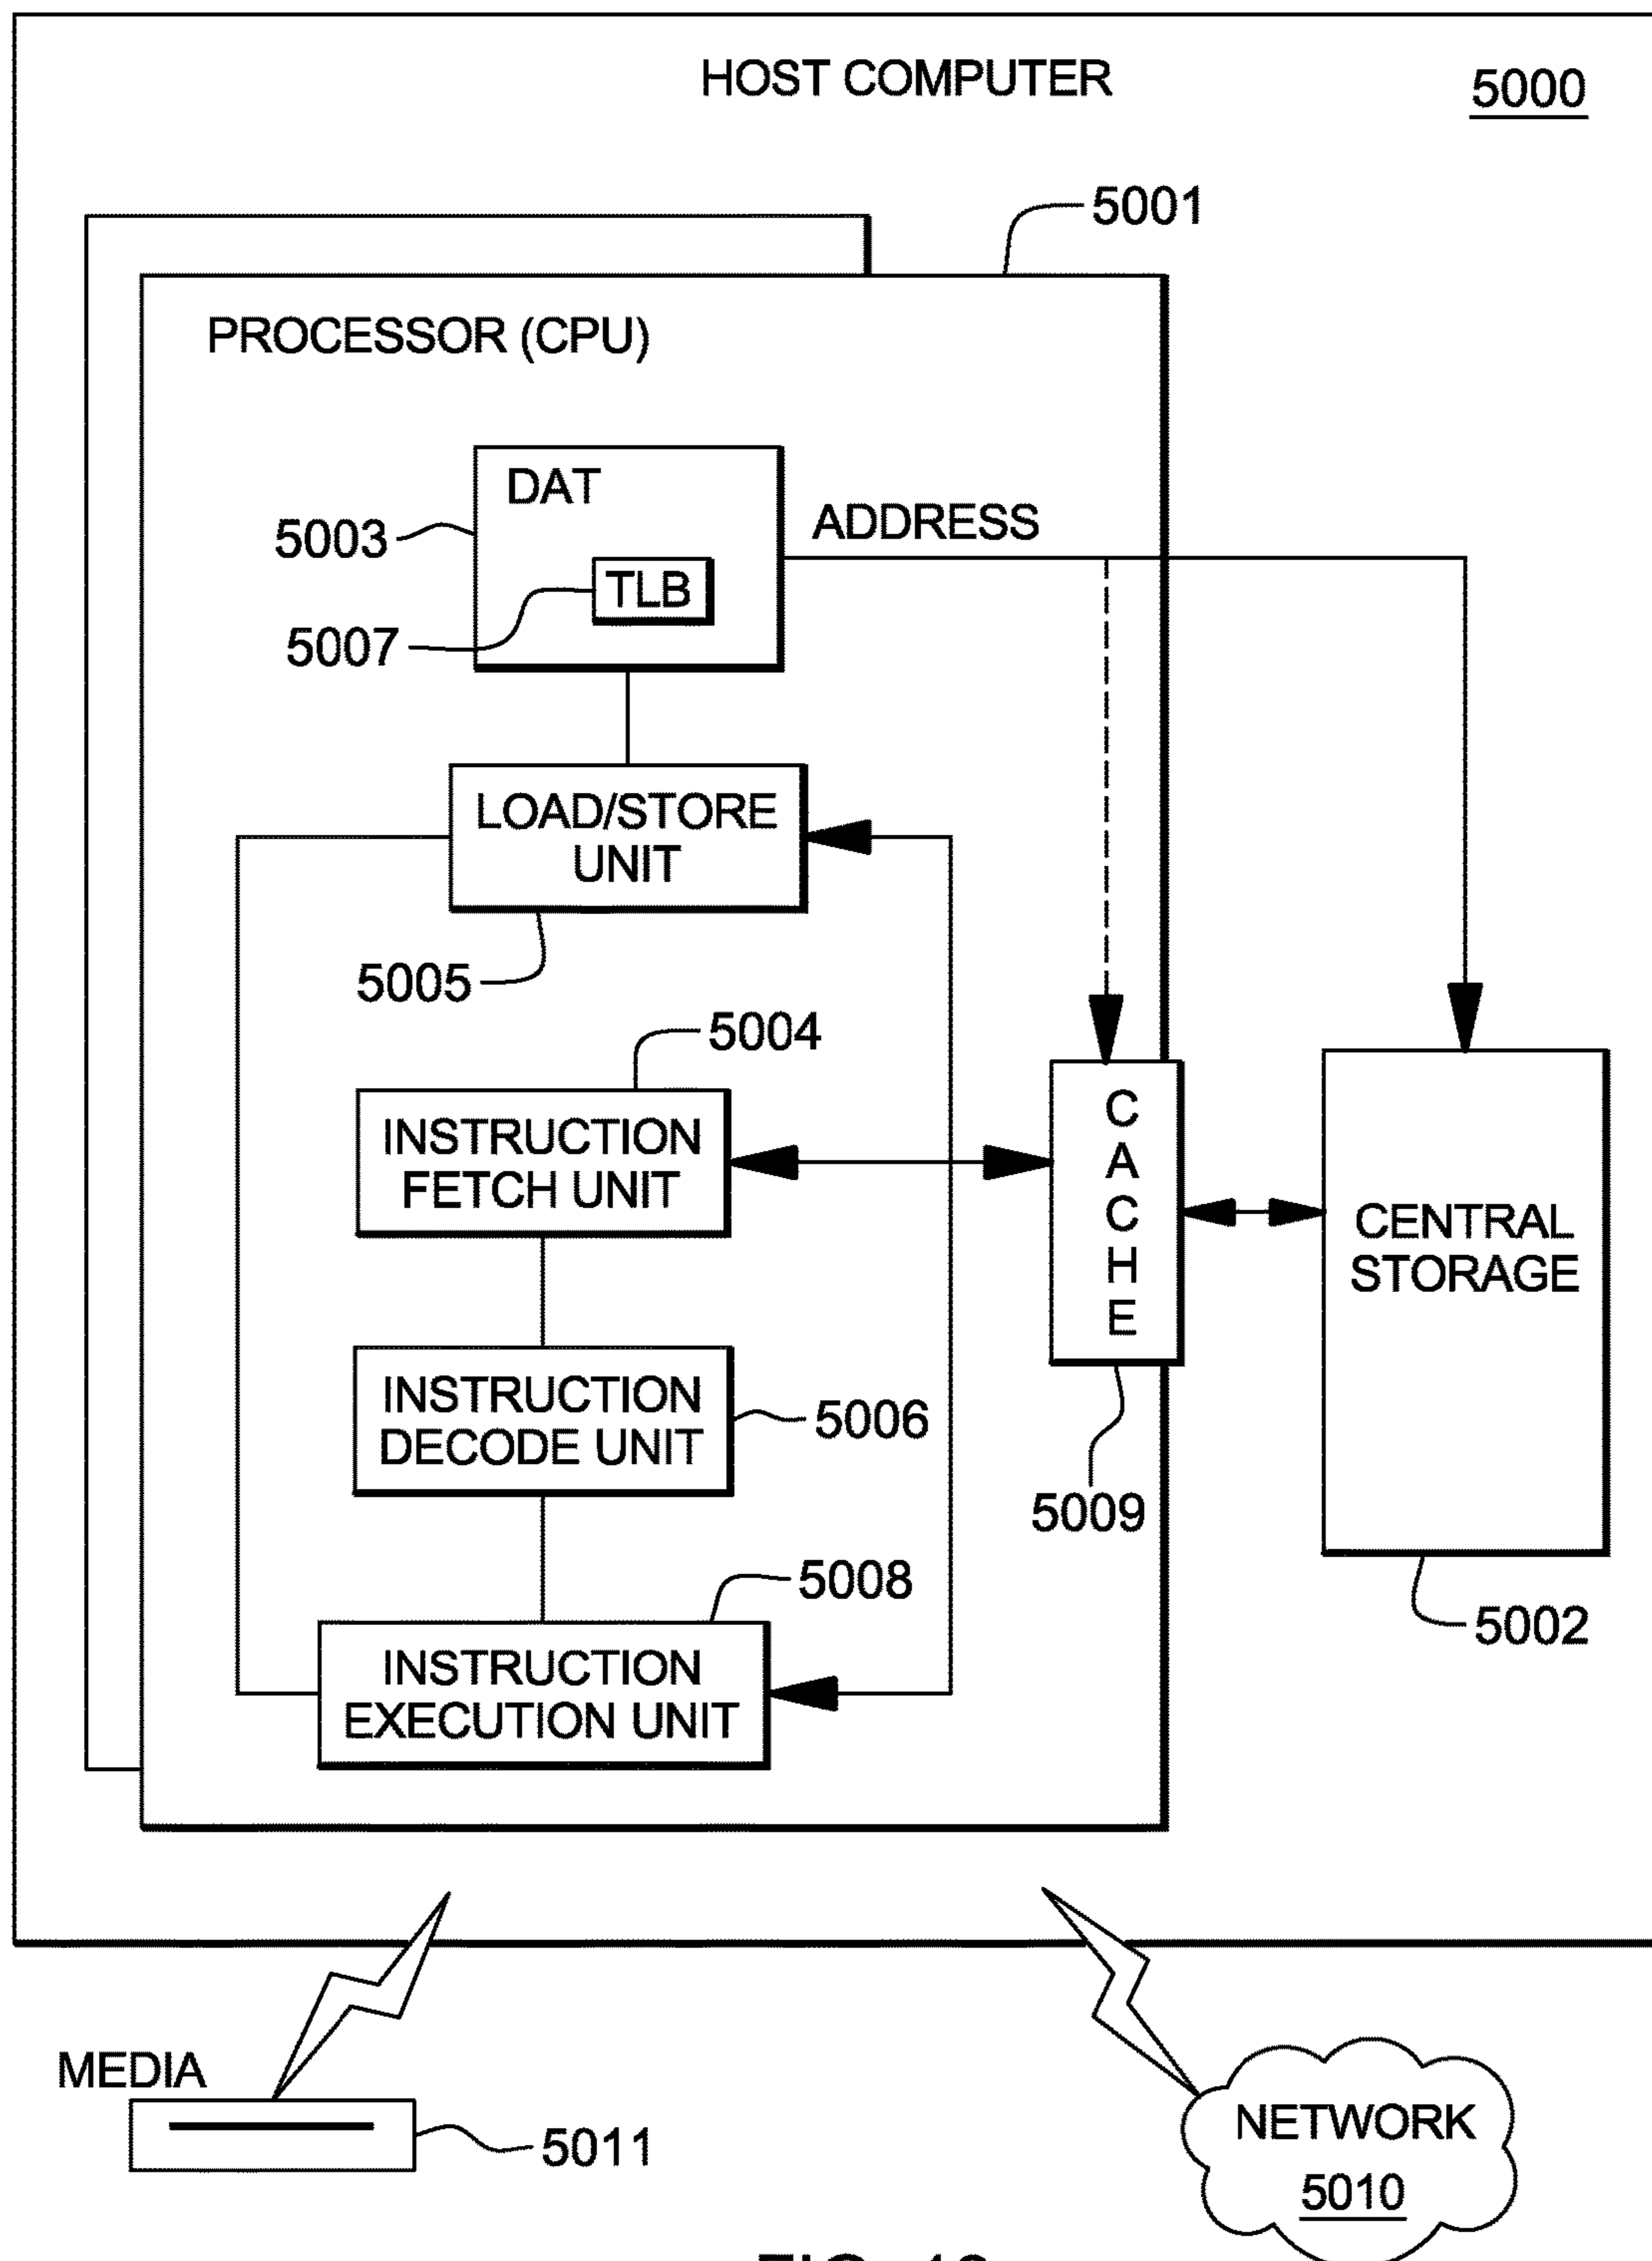 HOST COMPUTER
5000
5001
PROCESSOR (CPU)
DAT
ADDRESS
5003
TLB
5007
LOAD/STORE
UNIT
5005
5004
INSTRUCTION
FETCH UNIT
CACHE
CENTRAL
STORAGE
INSTRUCTION
DECODE UNIT
5006
5009
5008
5002
INSTRUCTION
EXECUTION UNIT
MEDIA
5011
NETWORK
5010